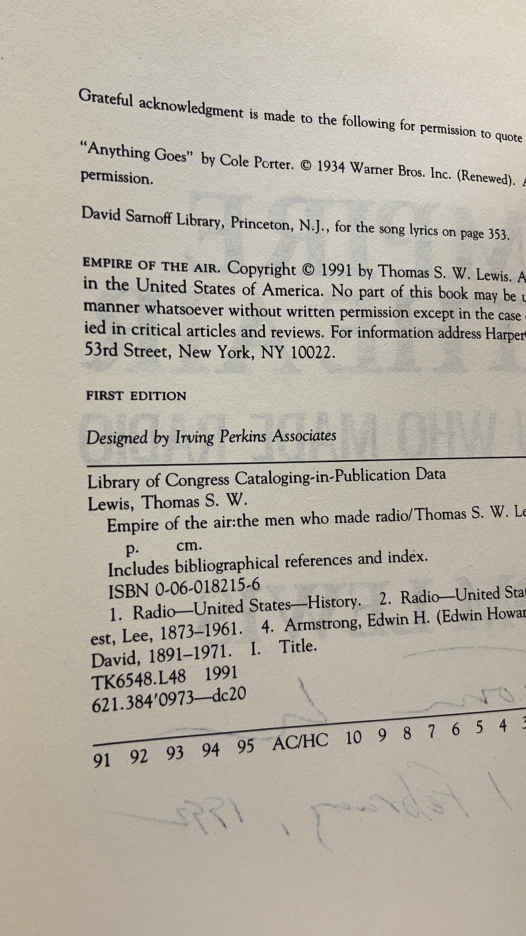 Grateful acknowledgment is made to the following for permission to quote
“Anything Goes” by Cole Porter. © 1934 Warner Bros. Inc. (Renewed).
permission.
David Sarnoff Library, Princeton, N.J., for the song lyrics on page 353.
EMPIRE OF THE AIR. Copyright © 1991 by Thomas S. W. Lewis.
in the United States of America. No part of this book may be
manner whatsoever without written permission except in the case
ied in critical articles and reviews. For information address Harper
53rd Street, New York, NY 10022.
FIRST EDITION
Designed by Irving Perkins Associates
Library of Congress Cataloging-in-Publication Data
Lewis, Thomas S. W.
Empire of the air:the men who made radio/Thomas S. W. Le
p. cm.
Includes bibliographical references and index.
ISBN 0-06-018215-6
1. Radio—United States—History. 2. Radio—United Sta
est, Lee, 1873–1961. 4. Armstrong, Edwin H. (Edwin Howar
David, 1891–1971. I. Title.
TK6548.L48 1991
621.384′0973—dc20
91 92 93 94 95 AC/HC 10 9 8 7 6 5 4 3
1 February, 1992